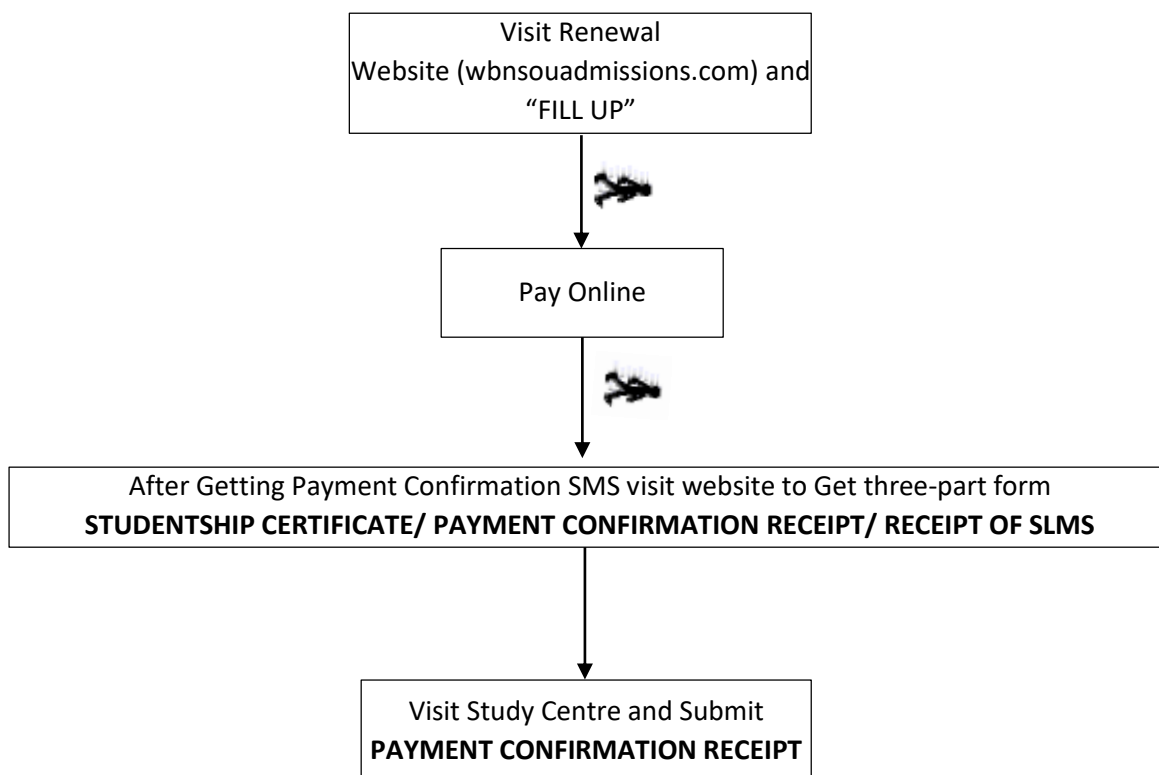 Visit Renewal
Website (wbnsouadmissions.com) and
“FILL UP”
Pay Online
After Getting Payment Confirmation SMS visit website to Get three-part form
STUDENTSHIP CERTIFICATE/ PAYMENT CONFIRMATION RECEIPT/ RECEIPT OF SLMS
Visit Study Centre and Submit
PAYMENT CONFIRMATION RECEIPT